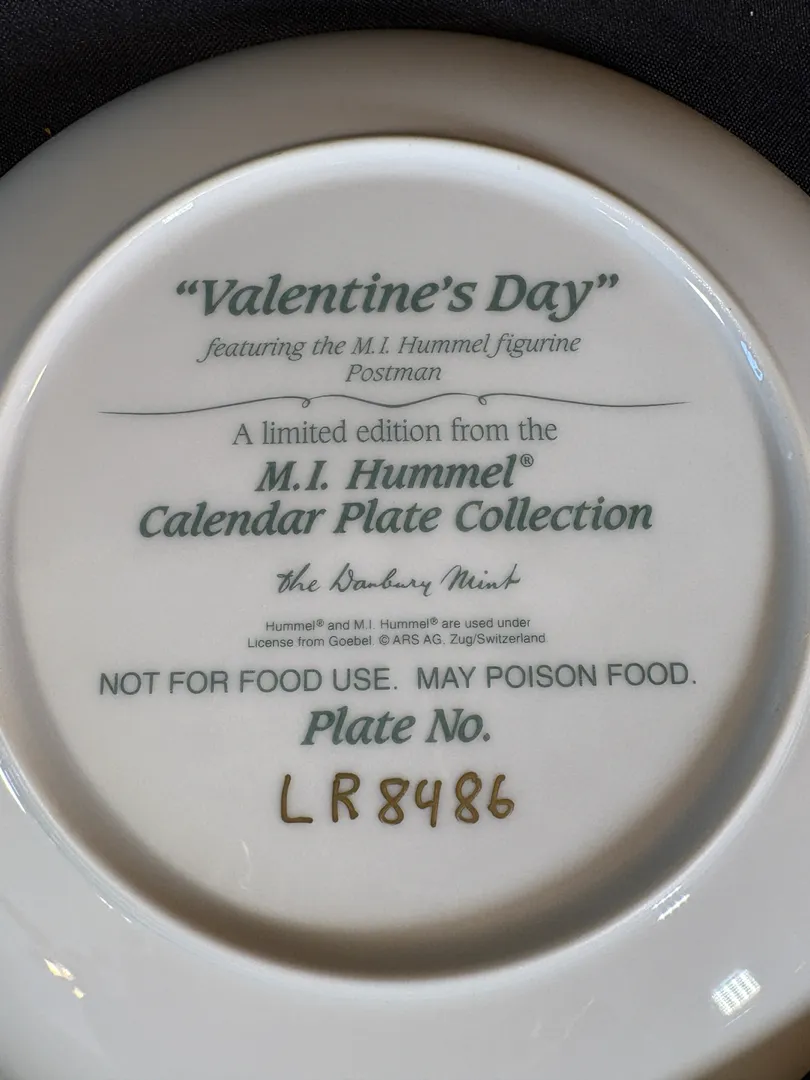 “Valentine’s Day”
featuring the M.I. Hummel figurine
Postman
A limited edition from the
M.I. Hummel®
Calendar Plate Collection
the Danbury Mint
Hummel® and M.I. Hummel® are used under
License from Goebel. © ARS AG. Zug/Switzerland
NOT FOR FOOD USE. MAY POISON FOOD.
Plate No.
LR8486